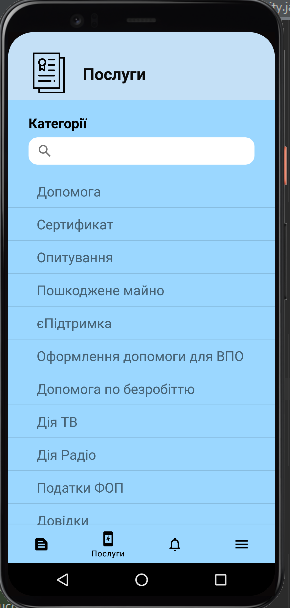 Послуги
Категорії
Допомога
Сертификат
Опитування
Пошкоджене майно
єПідтримка
Оформлення допомоги для ВПО
Допомога по безробіттю
Дія ТВ
Дія Радіо
Податки ФОП
Довідки
Послуги